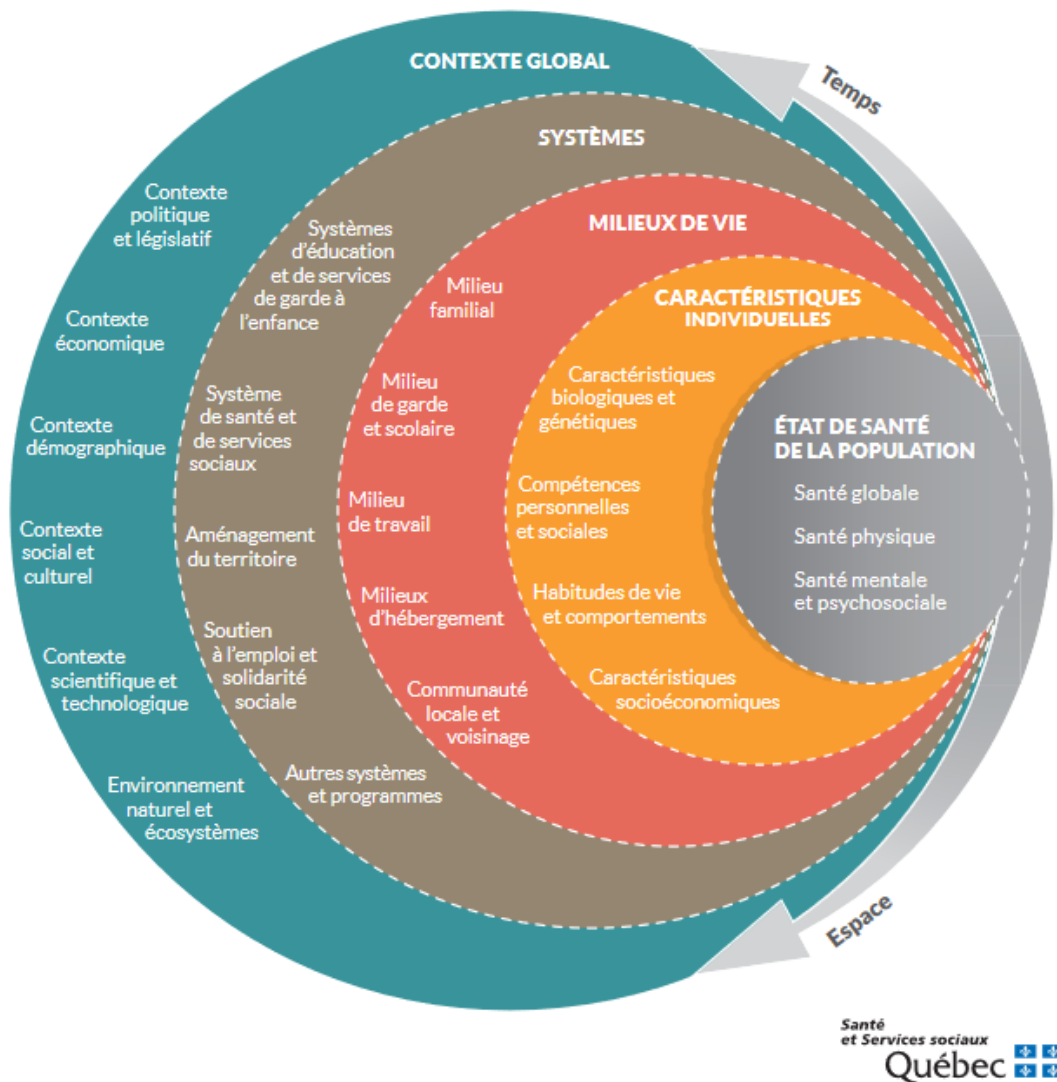 CONTEXTE GLOBAL
Temps
SYSTÈMES
MILIEUX DE VIE
CARACTÉRISTIQUES
INDIVIDUELLES
Contexte
politique
et législatif
Contexte
économique
Contexte
démographique
Contexte
social et
culturel
Contexte
scientifique et
technologique
Environnement
naturel et
écosystèmes
Systèmes
d'éducation
et de services
de garde à
l'enfance
Système
de santé et
de services
sociaux
Aménagement
du territoire
Soutien
à l'emploi et
solidarité
sociale
Autres systèmes
et programmes
Milieu
familial
Milieu
de garde
et scolaire
Milieu
de travail
Milieux
d'hébergement
Communauté
locale et
voisinage
Caractéristiques
biologiques et
génétiques
Compétences
personnelles
et sociales
Habitudes de vie
et comportements
Caractéristiques
socioéconomiques
ÉTAT DE SANTÉ
DE LA POPULATION
Santé globale
Santé physique
Santé mentale
et psychosociale
Espace
Santé
et Services sociaux
Québec